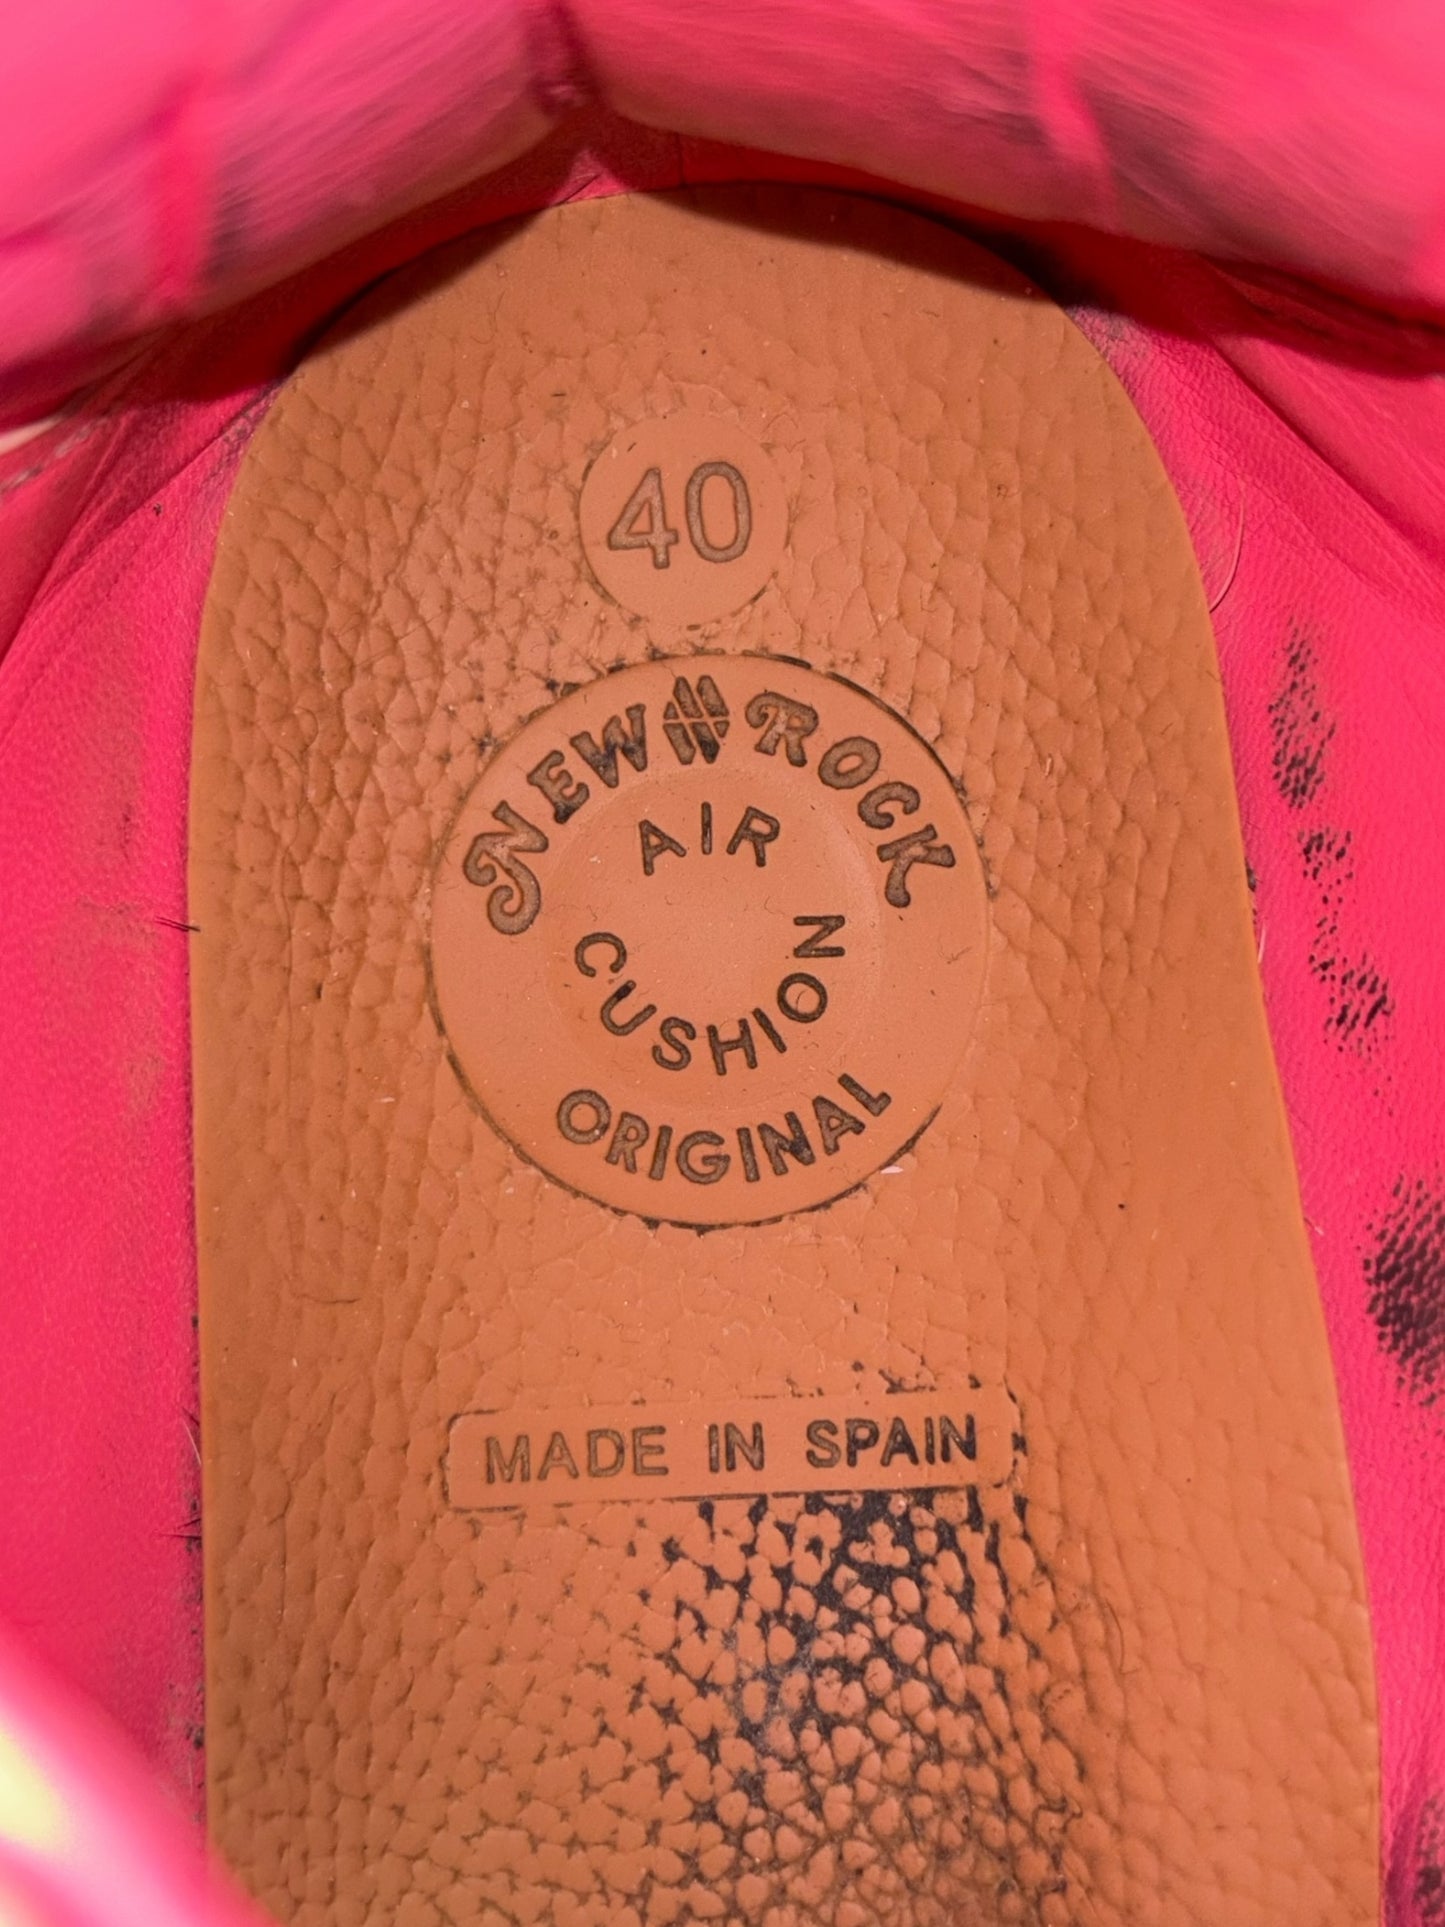 40
NEW ROCK
AIR
CUSHION
ORIGINAL
MADE IN SPAIN